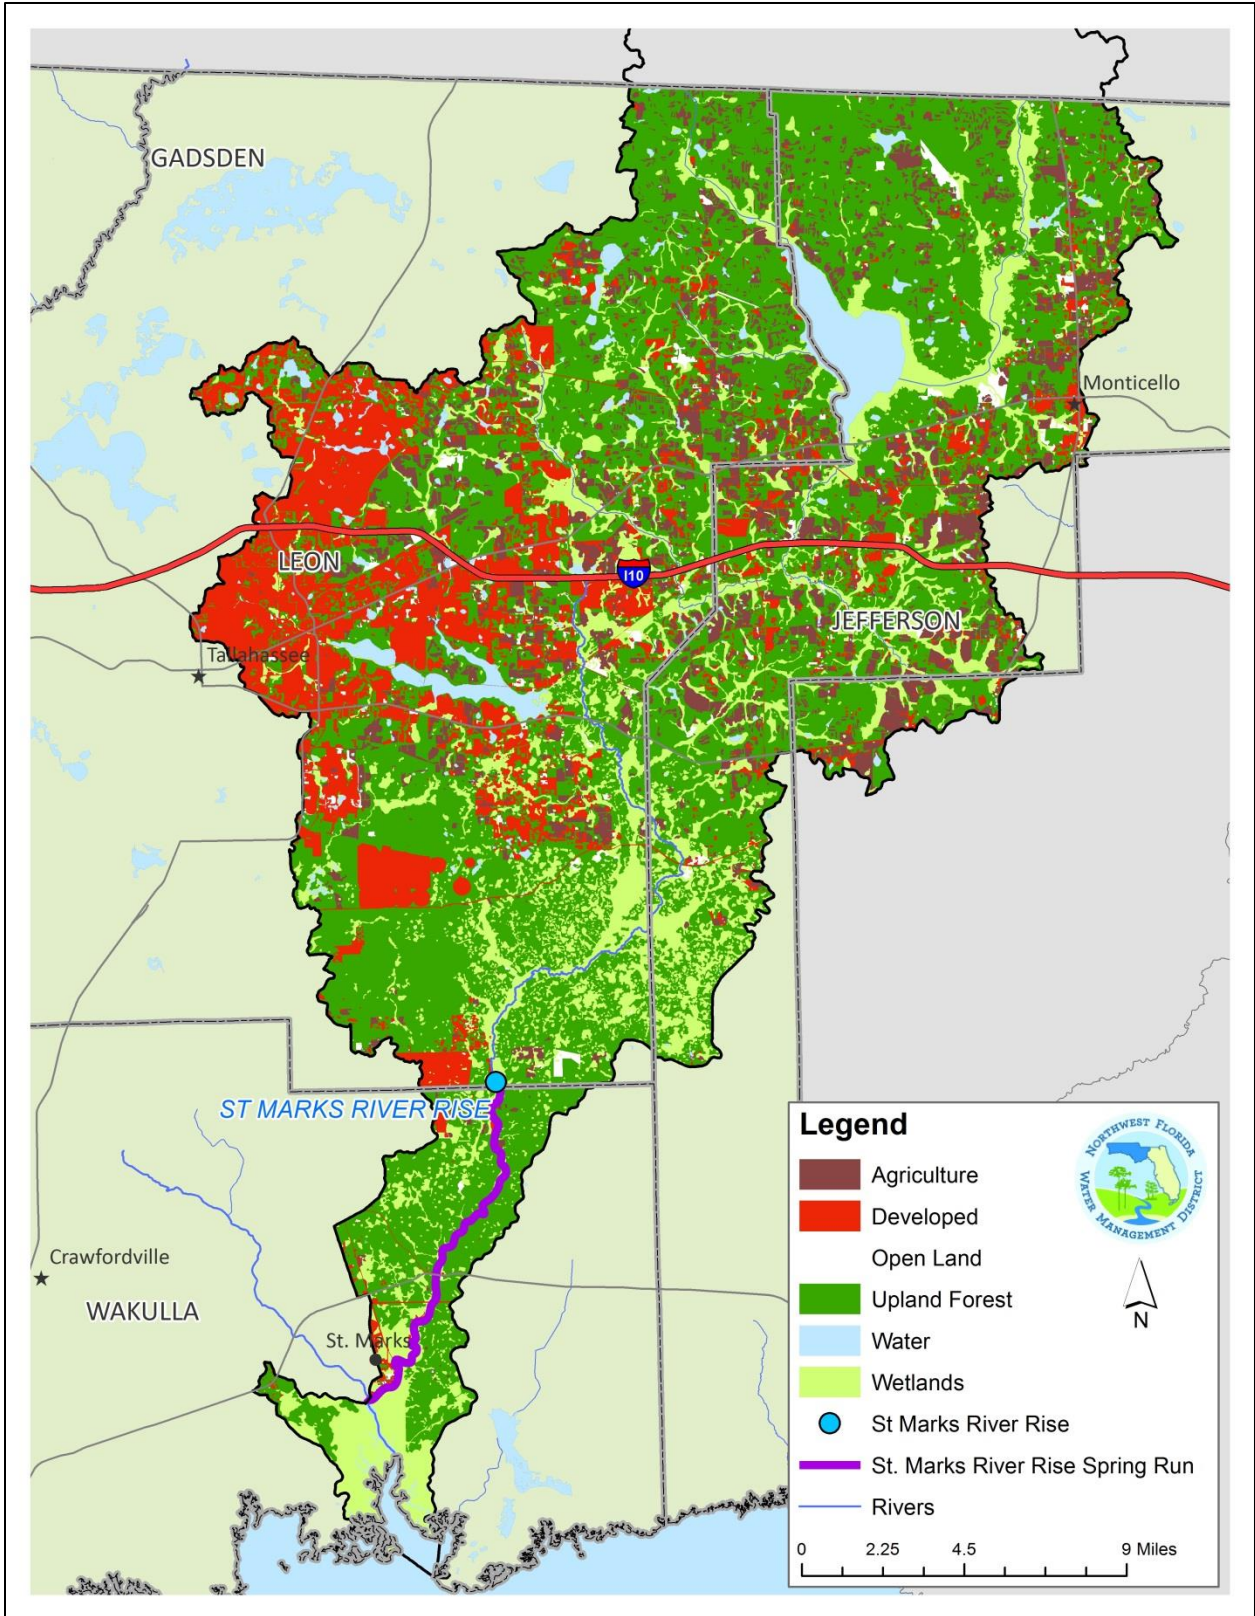 GADSDEN
Monticello
LEON
I10
JEFFERSON
Tallahassee
ST MARKS RIVER RISE
Crawfordville
WAKULLA
St. Marks
Legend
Agriculture
Developed
Open Land
Upland Forest
Water
Wetlands
St Marks River Rise
St. Marks River Rise Spring Run
Rivers
0 2.25 4.5 9 Miles
NORTHWEST FLORIDA
WATER MANAGEMENT DISTRICT
N